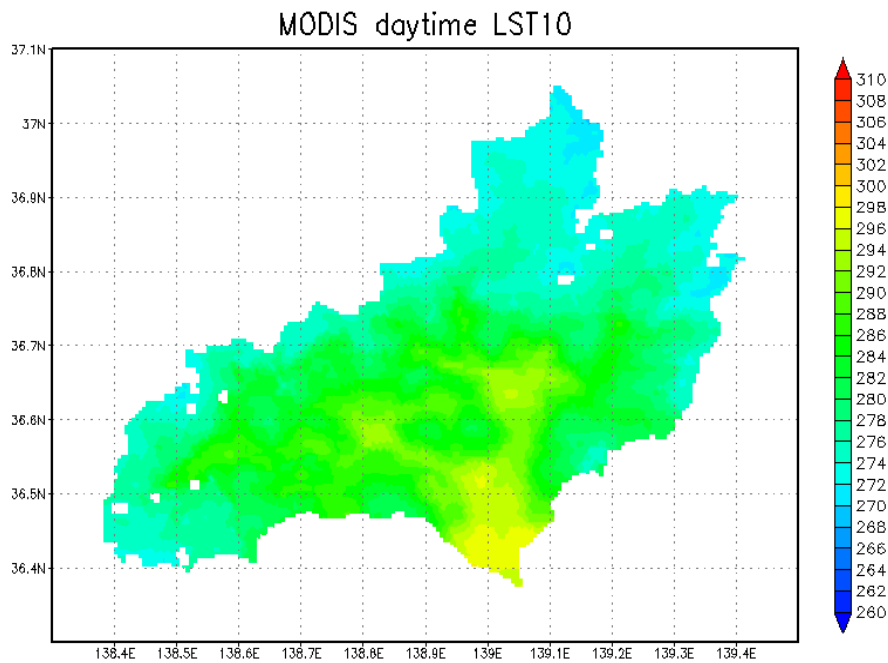 MODIS daytime LST10
37.1N
37N
36.9N
36.8N
36.7N
36.6N
36.5N
36.4N
138.4E 138.5E 138.6E 138.7E 138.8E 138.9E 139E 139.1E 139.2E 139.3E 139.4E
310
308
306
304
302
300
298
296
294
292
290
288
286
284
282
280
278
276
274
272
270
268
266
264
262
260